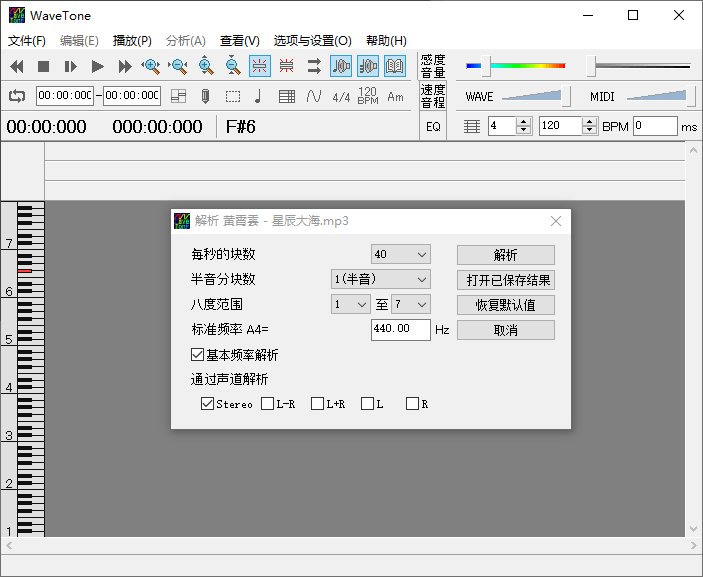 WaveTone
文件(F) 编辑(E) 播放(P) 分析(A) 查看(V) 选项与设置(O) 帮助(H)
感度
音量
00:00:000 - 00:00:000 4/4 120 BPM Am
速度
音程
WAVE MIDI
00:00:000 000:00:000 F#6
EQ 4 120 BPM 0 ms
解析 黄霄雲 - 星辰大海.mp3
每秒的块数 40 解析
半音分块数 1(半音) 打开已保存结果
八度范围 1 至 7 恢复默认值
标准频率 A4= 440.00 Hz 取消
基本频率解析
通过声道解析
Stereo L-R L+R L R
7
6
5
4
3
2
1